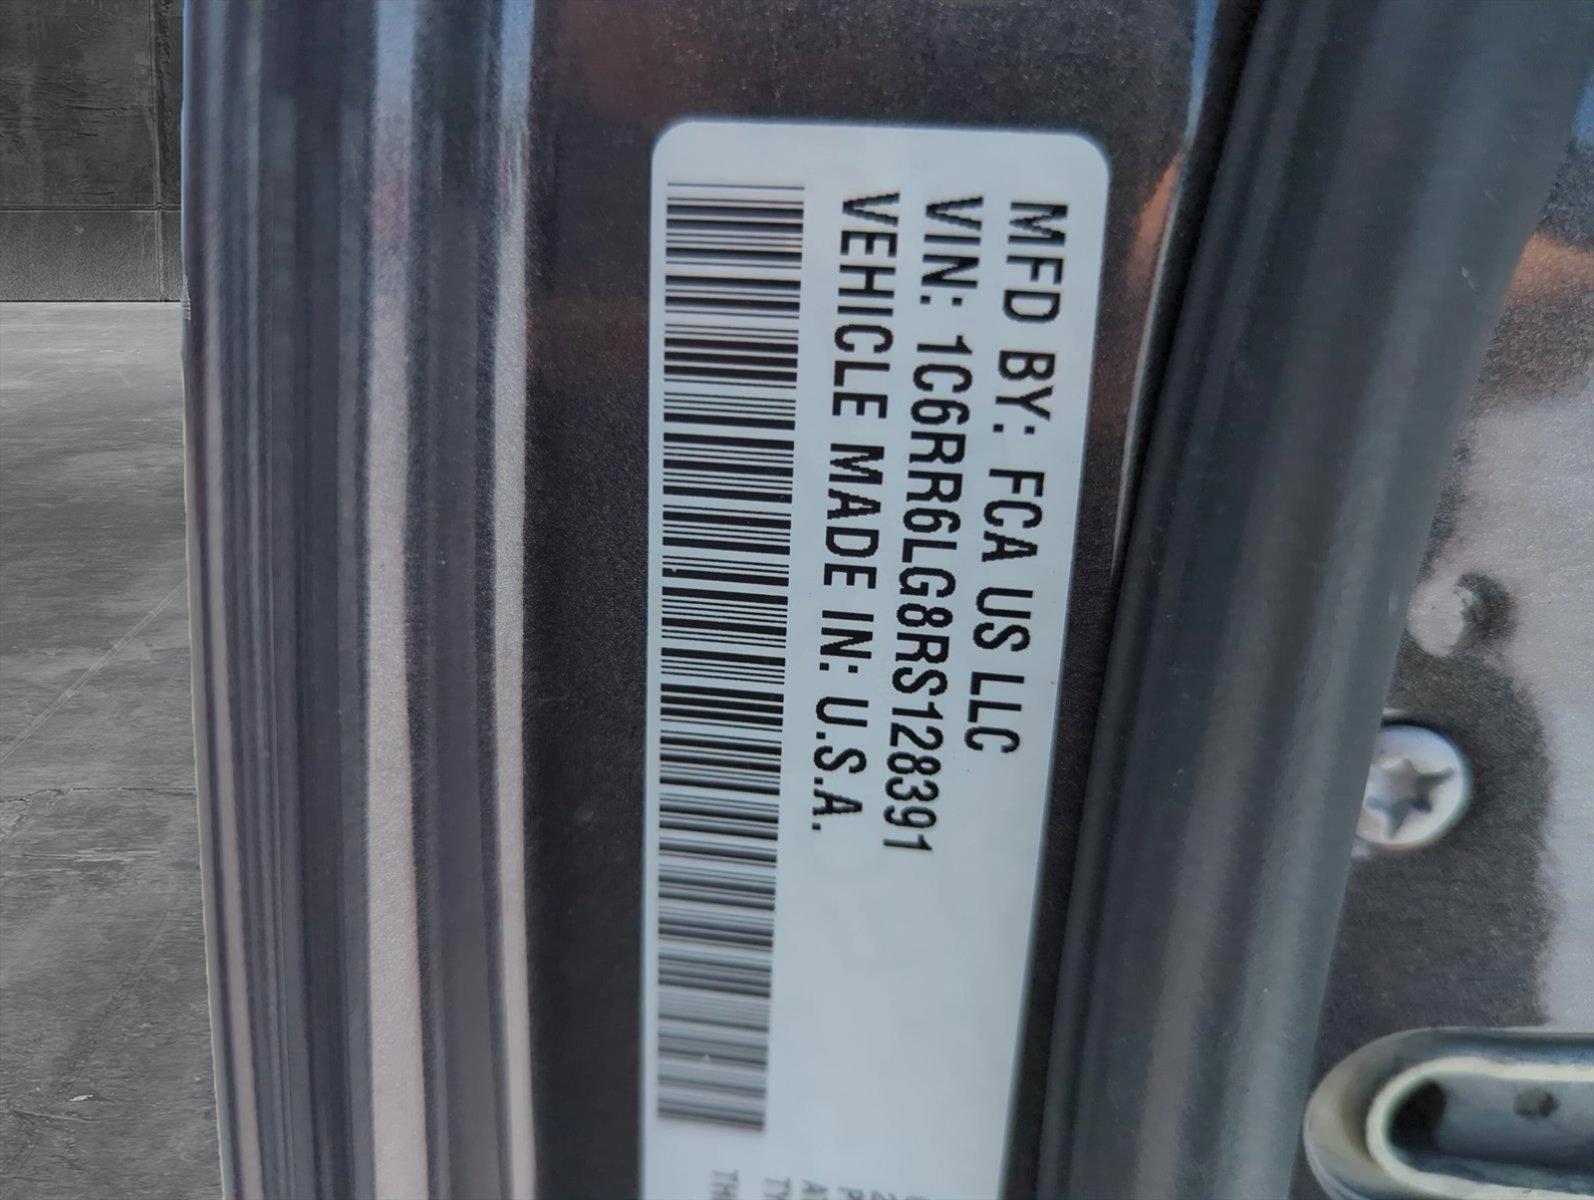 MFD BY: FCA US LLC
VIN: 1C6RR6LG8RS128391
VEHICLE MADE IN: U.S.A.